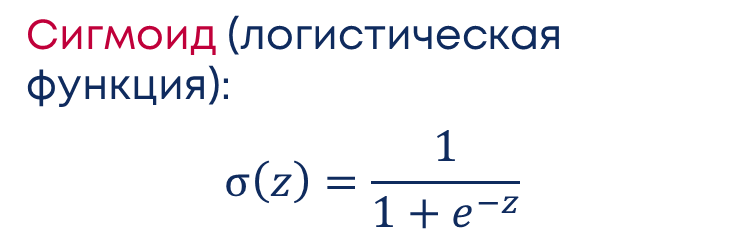 Сигмоид (логистическая
функция):
σ(z) = 1 / (1 + e^{−z})